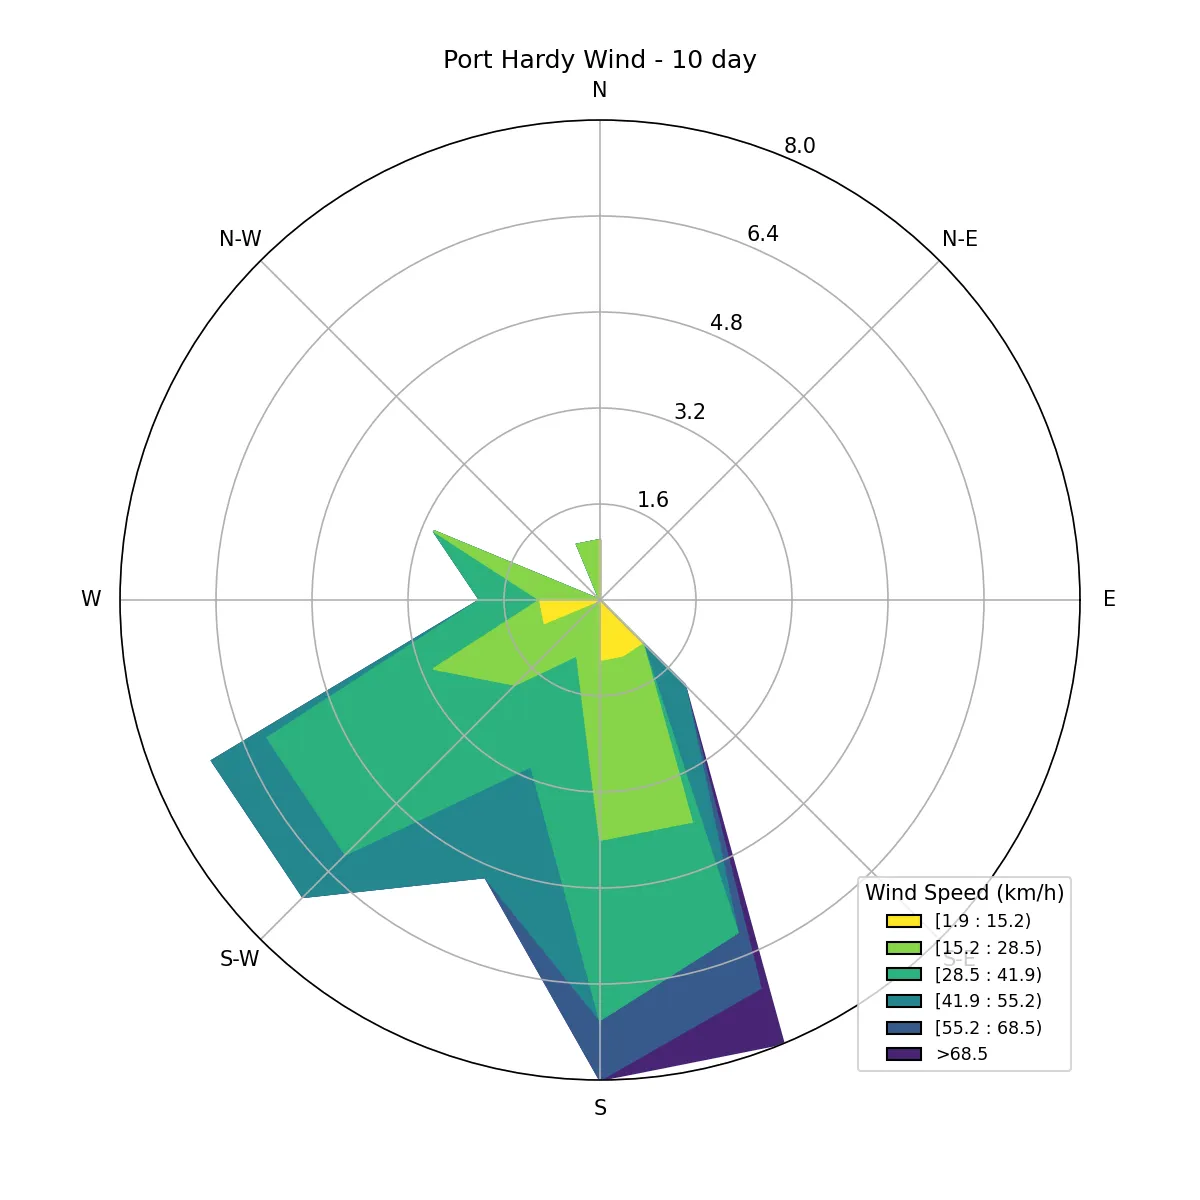 Port Hardy Wind - 10 day
N
8.0
N-W
N-E
6.4
4.8
3.2
1.6
W
E
S-W
S-E
S
Wind Speed (km/h)
[1.9 : 15.2)
[15.2 : 28.5)
[28.5 : 41.9)
[41.9 : 55.2)
[55.2 : 68.5)
>68.5